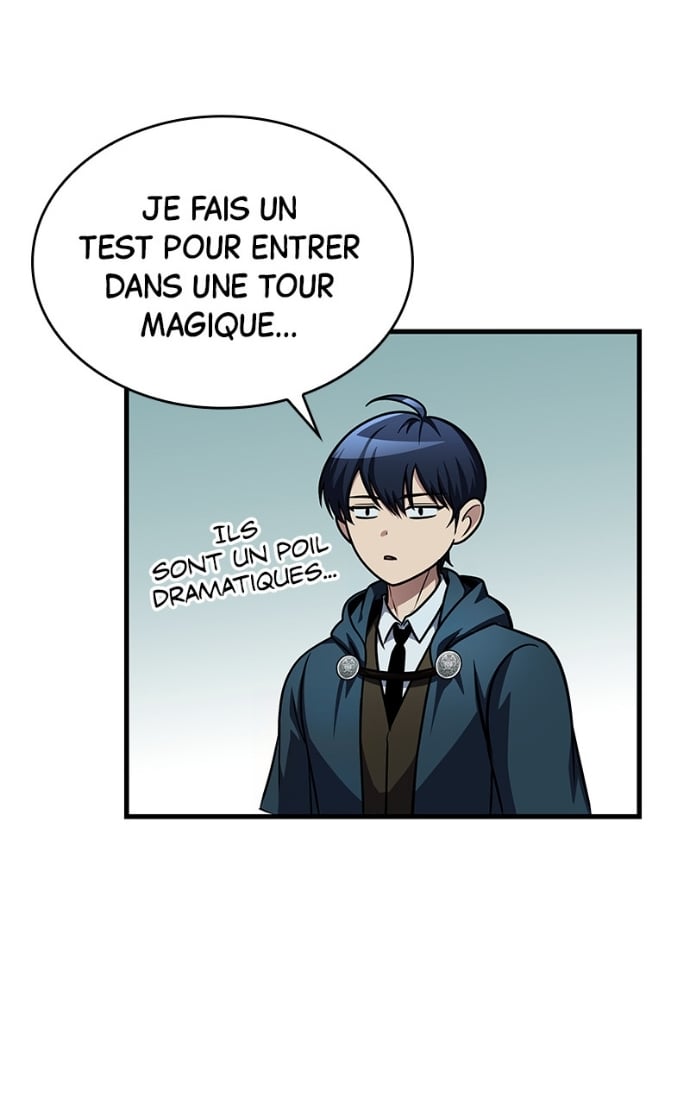 JE FAIS UN
TEST POUR ENTRER
DANS UNE TOUR
MAGIQUE...
ILS
SONT UN POIL
DRAMATIQUES...